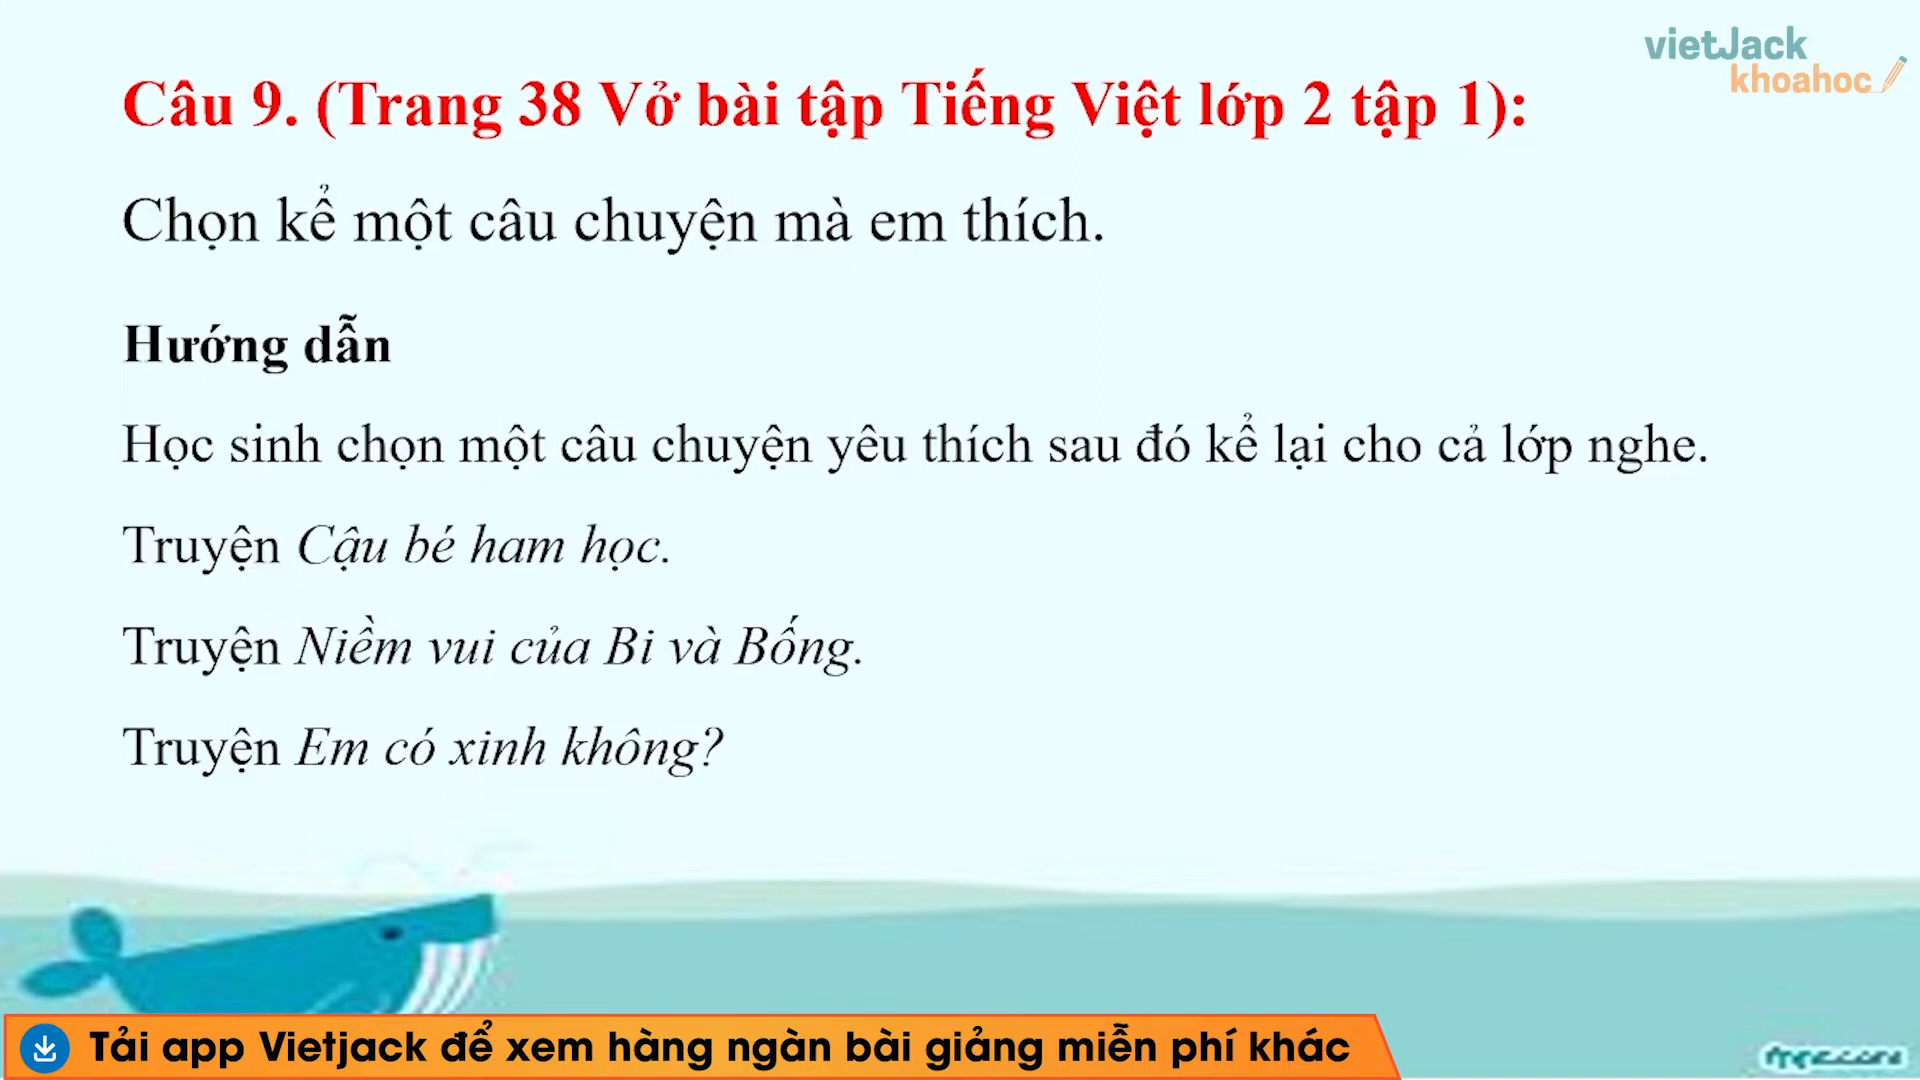 vietJack
khoahoc
Câu 9. (Trang 38 Vở bài tập Tiếng Việt lớp 2 tập 1):
Chọn kể một câu chuyện mà em thích.
Hướng dẫn
Học sinh chọn một câu chuyện yêu thích sau đó kể lại cho cả lớp nghe.
Truyện Cậu bé ham học.
Truyện Niềm vui của Bi và Bống.
Truyện Em có xinh không?
Tải app Vietjack để xem hàng ngàn bài giảng miễn phí khác